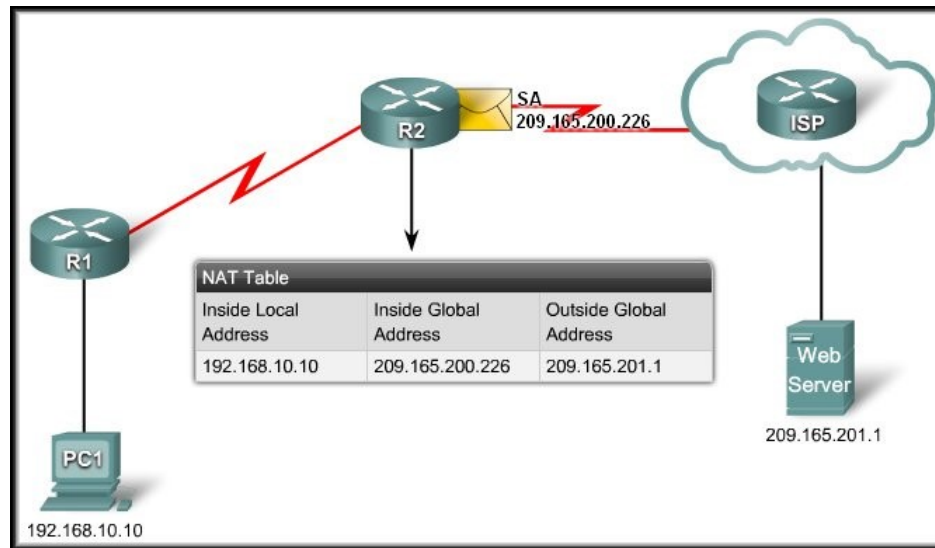 SA
209.165.200.226
R2
ISP
R1
NAT Table
Inside Local Inside Global Outside Global
Address Address Address
192.168.10.10 209.165.200.226 209.165.201.1
Web
Server
209.165.201.1
PC1
192.168.10.10